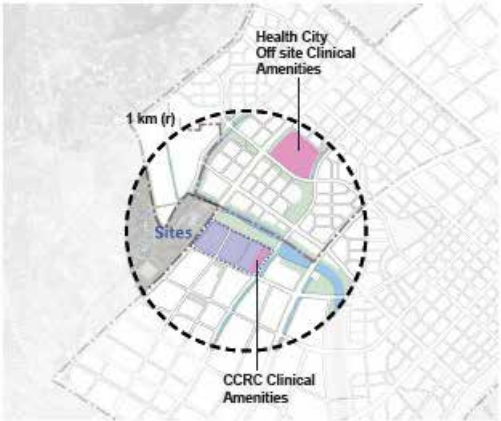 Health City
Off site Clinical
Amenities
1 km (r)
Sites
CCRC Clinical
Amenities